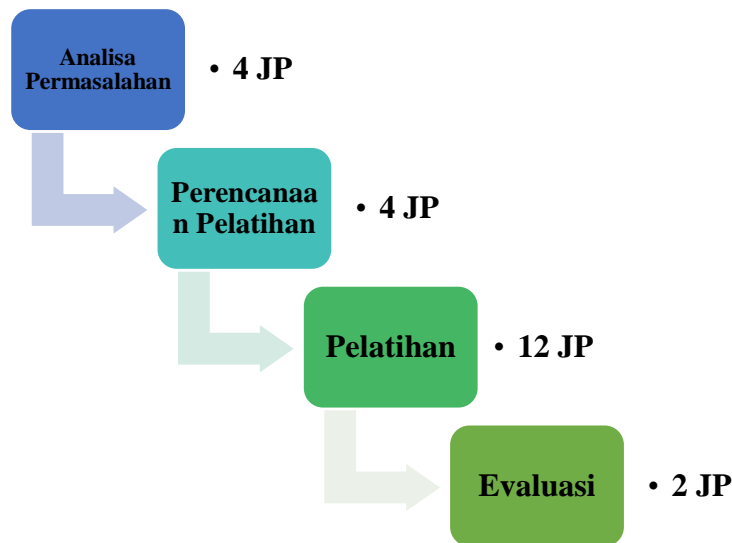 Analisa
Permasalahan
• 4 JP
Perencanaa
n Pelatihan
• 4 JP
Pelatihan
• 12 JP
Evaluasi
• 2 JP